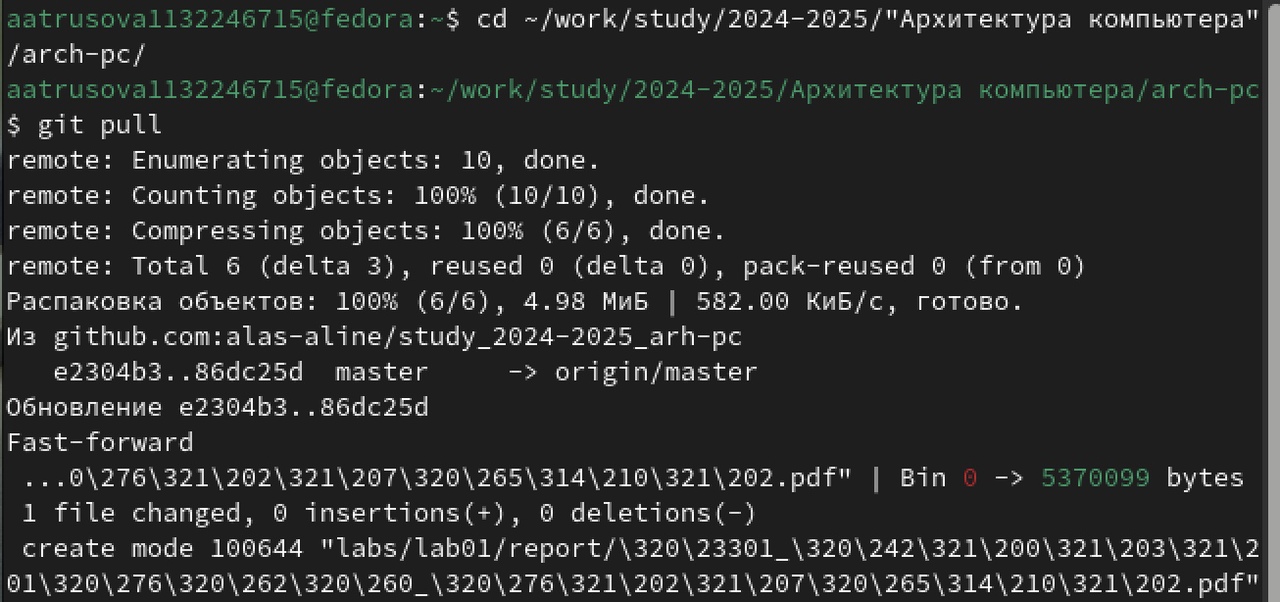 aatrusova1132246715@fedora:~$ cd ~/work/study/2024-2025/"Архитектура компьютера"
/arch-pc/
aatrusova1132246715@fedora:~/work/study/2024-2025/Архитектура компьютера/arch-pc
$ git pull
remote: Enumerating objects: 10, done.
remote: Counting objects: 100% (10/10), done.
remote: Compressing objects: 100% (6/6), done.
remote: Total 6 (delta 3), reused 0 (delta 0), pack-reused 0 (from 0)
Распаковка объектов: 100% (6/6), 4.98 МиБ | 582.00 КиБ/с, готово.
Из github.com:alas-aline/study_2024-2025_arh-pc
   e2304b3..86dc25d  master     -> origin/master
Обновление e2304b3..86dc25d
Fast-forward
 ...0\276\321\202\321\207\320\265\314\210\321\202.pdf" | Bin 0 -> 5370099 bytes
 1 file changed, 0 insertions(+), 0 deletions(-)
 create mode 100644 "labs/lab01/report/\320\23301_\320\242\321\200\321\203\321\2
01\320\276\320\262\320\260_\320\276\321\202\321\207\320\265\314\210\321\202.pdf"